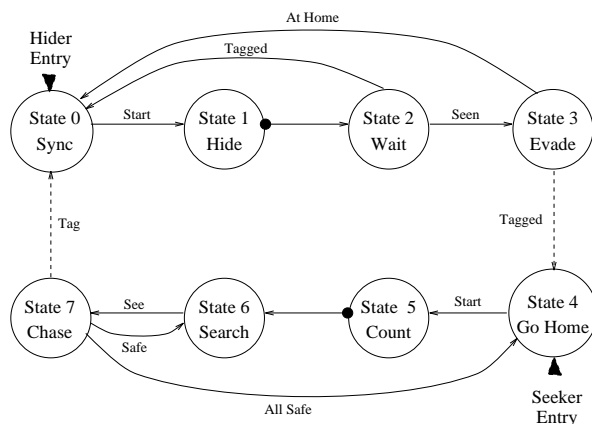 At Home
Hider
Entry
Tagged
State 0
Sync
Start
State 1
Hide
State 2
Wait
Seen
State 3
Evade
Tag
Tagged
State 7
Chase
See
Safe
State 6
Search
State 5
Count
Start
State 4
Go Home
All Safe
Seeker
Entry